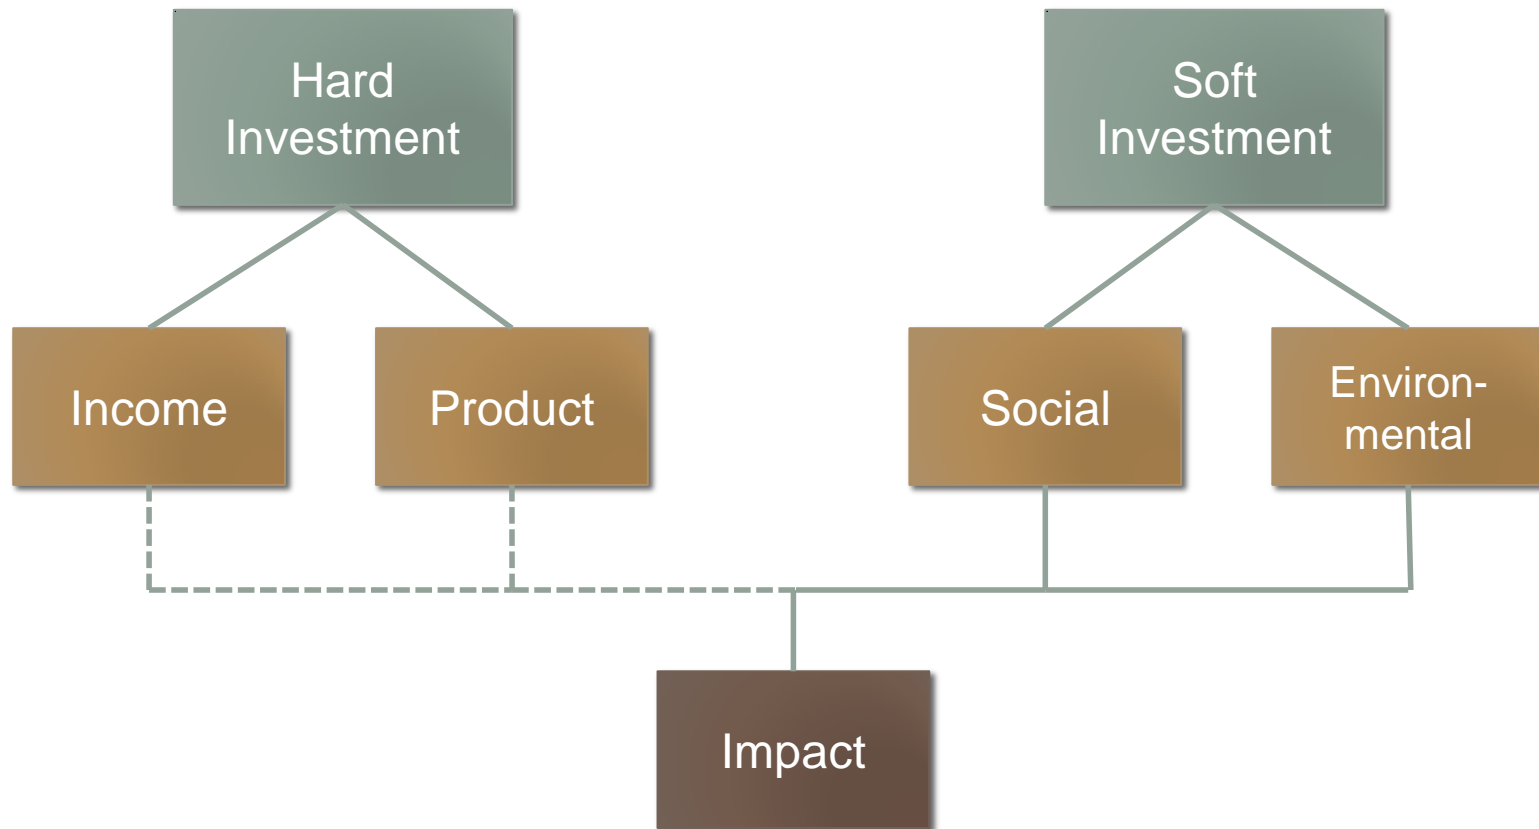 Hard
Investment
Soft
Investment
Income
Product
Social
Environ-
mental
Impact